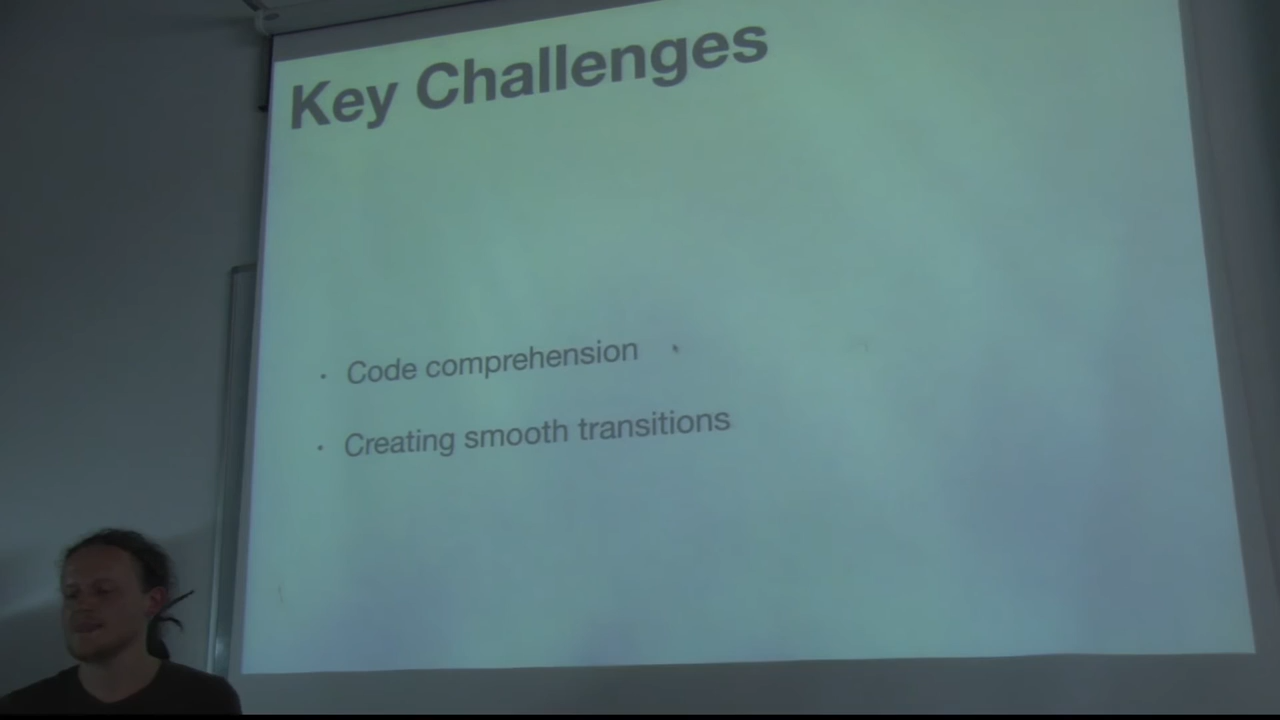 Key Challenges
· Code comprehension
· Creating smooth transitions